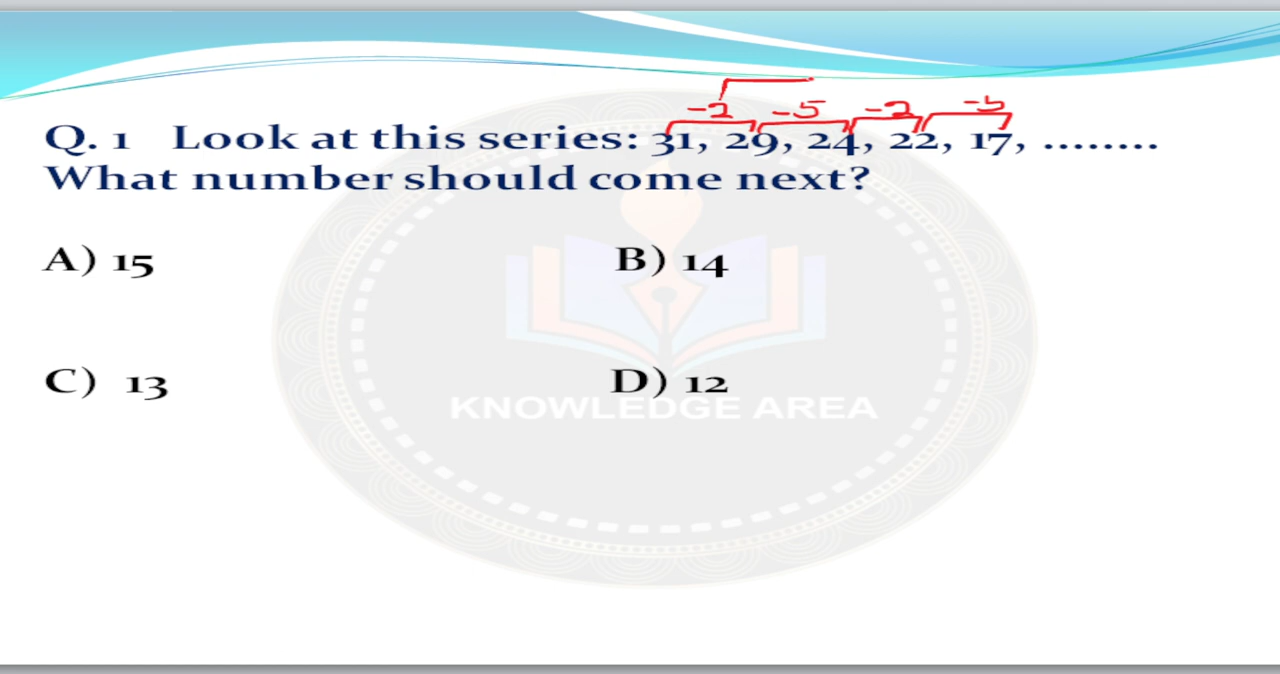 -2 -5 -2 -5
Q. 1 Look at this series: 31, 29, 24, 22, 17, ........
What number should come next?
A) 15 B) 14
C) 13 D) 12
KNOWLEDGE AREA